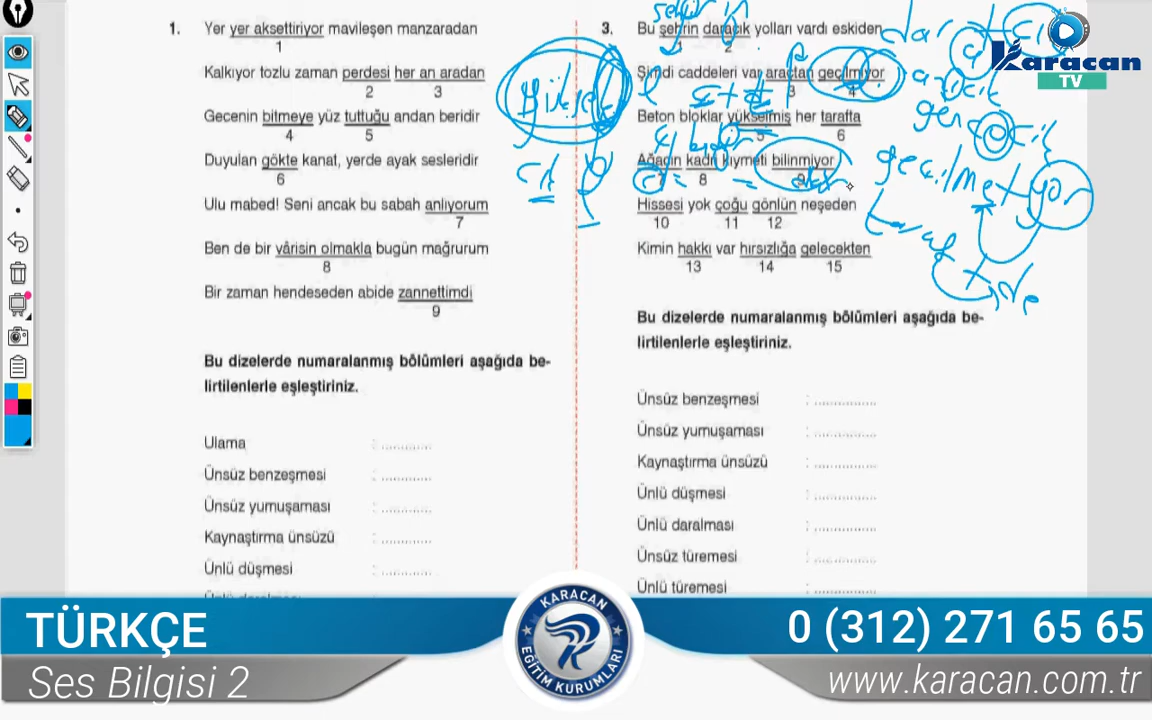 1.
Yer yer aksettiriyor mavileşen manzaradan
1
Kalkıyor tozlu zaman perdesi her an aradan
2 3
Gecenin bitmeye yüz tuttuğu andan beridir
4 5
Duyulan gökte kanat, yerde ayak sesleridir
6
Ulu mabed! Seni ancak bu sabah anlıyorum
7
Ben de bir vârisin olmakla bugün mağrurum
8
Bir zaman hendeseden abide zannettimdi
9
Bu dizelerde numaralanmış bölümleri aşağıda be-
lirtilenlerle eşleştiriniz.
Ulama : .............
Ünsüz benzeşmesi : .............
Ünsüz yumuşaması : .............
Kaynaştırma ünsüzü : .............
Ünlü düşmesi : .............
3.
Bu şehrin daracık yolları vardı eskiden
1 2
Şimdi caddeleri var araçtan geçilmiyor
3 4
Beton bloklar yükselmiş her tarafta
5 6
Ağacın kadri kıymeti bilinmiyor
8 9
Hissesi yok çoğu gönlün neşeden
10 11 12
Kimin hakkı var hırsızlığa gelecekten
13 14 15
Bu dizelerde numaralanmış bölümleri aşağıda be-
lirtilenlerle eşleştiriniz.
Ünsüz benzeşmesi : ...............
Ünsüz yumuşaması : ...............
Kaynaştırma ünsüzü : ...............
Ünlü düşmesi : ...............
Ünlü daralması : ...............
Ünsüz türemesi : ...............
Ünlü türemesi : ...............
Karacan
TV
TÜRKÇE
Ses Bilgisi 2
KARACAN
EĞİTİM KURUMLARI
0 (312) 271 65 65
www.karacan.com.tr